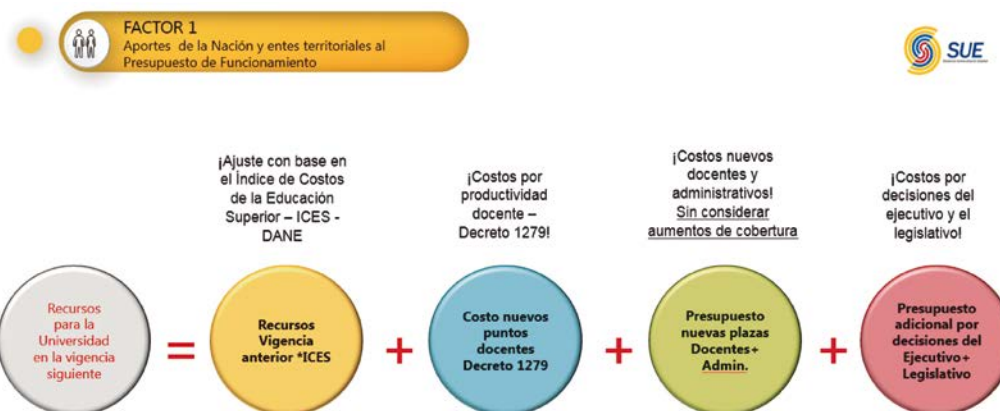 FACTOR 1
Aportes de la Nación y entes territoriales al
Presupuesto de Funcionamiento
SUE
¡Ajuste con base en
el Índice de Costos
de la Educación
Superior – ICES -
DANE
¡Costos por
productividad
docente –
Decreto 1279!
¡Costos nuevos
docentes y
administrativos!
Sin considerar
aumentos de cobertura
¡Costos por
decisiones del
ejecutivo y el
legislativo!
Recursos
para la
Universidad
en la vigencia
siguiente
=
Recursos
Vigencia
anterior *ICES
+
Costo nuevos
puntos
docentes
Decreto 1279
+
Presupuesto
nuevas plazas
Docentes+
Admin.
+
Presupuesto
adicional por
decisiones del
Ejecutivo+
Legislativo